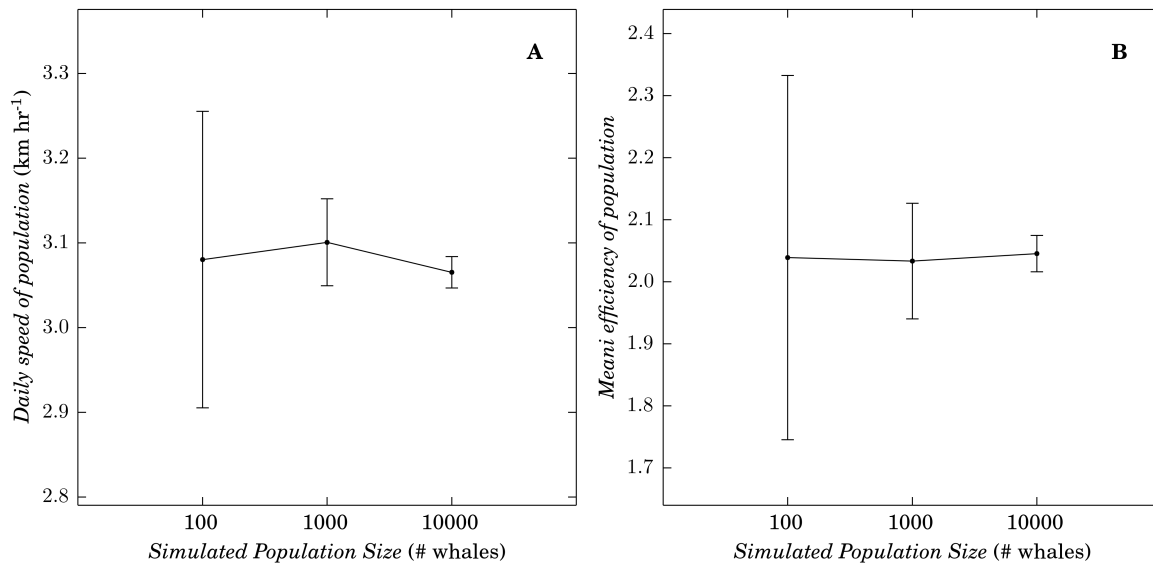 A
Daily speed of population (km hr-1)
3.3
3.2
3.1
3.0
2.9
2.8
100 1000 10000
Simulated Population Size (# whales)
B
Meani efficiency of population
2.4
2.3
2.2
2.1
2.0
1.9
1.8
1.7
100 1000 10000
Simulated Population Size (# whales)